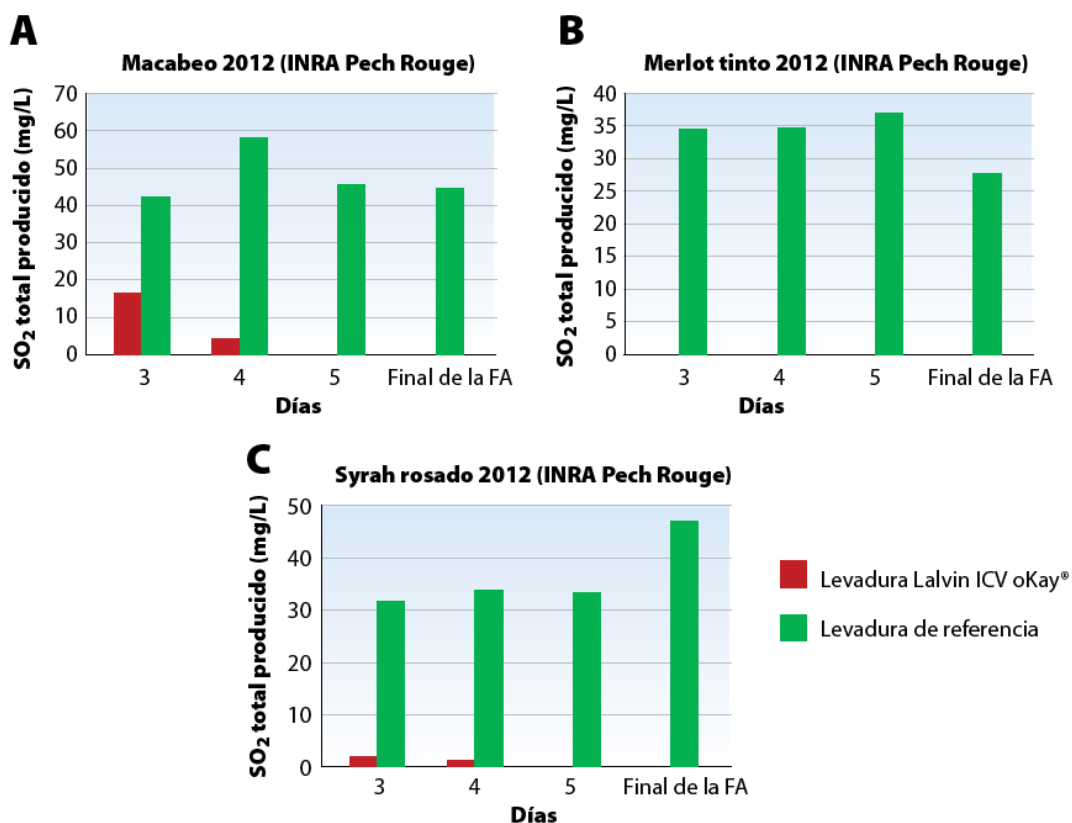 A
Macabeo 2012 (INRA Pech Rouge)
SO2 total producido (mg/L)
70
60
50
40
30
20
10
0
3 4 5 Final de la FA
Días
B
Merlot tinto 2012 (INRA Pech Rouge)
SO2 total producido (mg/L)
40
35
30
25
20
15
10
5
0
3 4 5 Final de la FA
Días
C
Syrah rosado 2012 (INRA Pech Rouge)
SO2 total producido (mg/L)
50
40
30
20
10
0
3 4 5 Final de la FA
Días
Levadura Lalvin ICV oKay®
Levadura de referencia